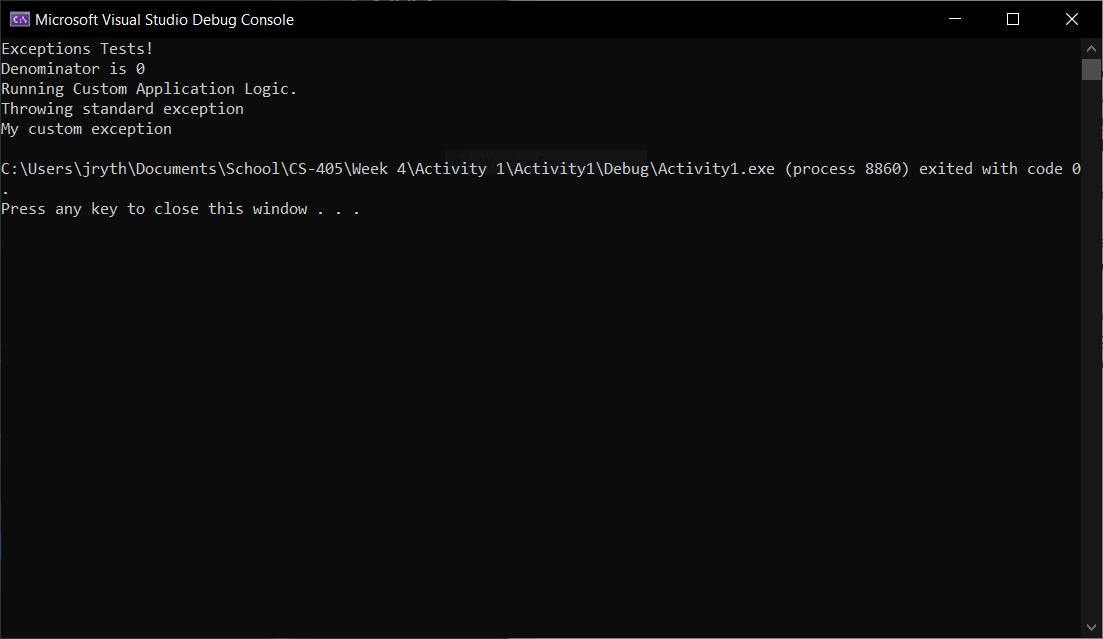 Microsoft Visual Studio Debug Console
Exceptions Tests!
Denominator is 0
Running Custom Application Logic.
Throwing standard exception
My custom exception
C:\Users\jryth\Documents\School\CS-405\Week 4\Activity 1\Activity1\Debug\Activity1.exe (process 8860) exited with code 0
.
Press any key to close this window . . .